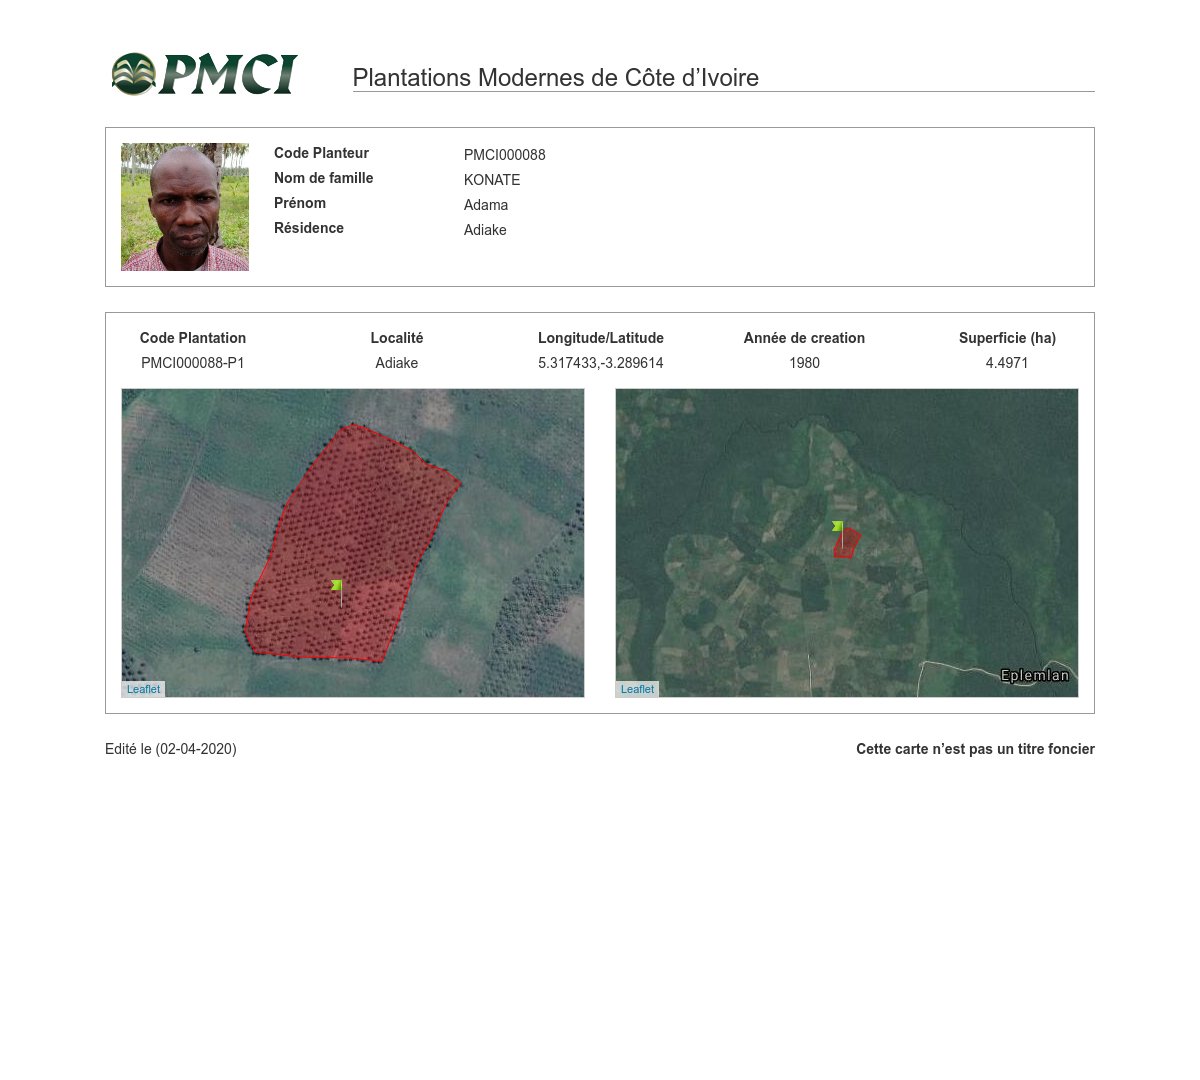 PMCI
Plantations Modernes de Côte d’Ivoire
Code Planteur PMCI000088
Nom de famille KONATE
Prénom Adama
Résidence Adiake
Code Plantation Localité Longitude/Latitude Année de creation Superficie (ha)
PMCI000088-P1 Adiake 5.317433,-3.289614 1980 4.4971
Eplemlan
Leaflet Leaflet
Edité le (02-04-2020) Cette carte n’est pas un titre foncier